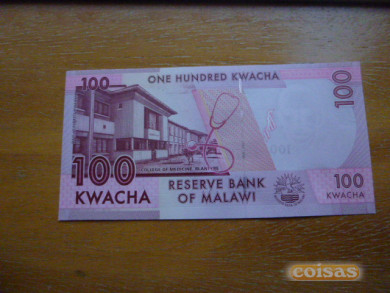 100
ONE HUNDRED KWACHA
100
COLLEGE OF MEDICINE, BLANTYRE
100
KWACHA
RESERVE BANK
OF MALAWI
100
KWACHA
coisas